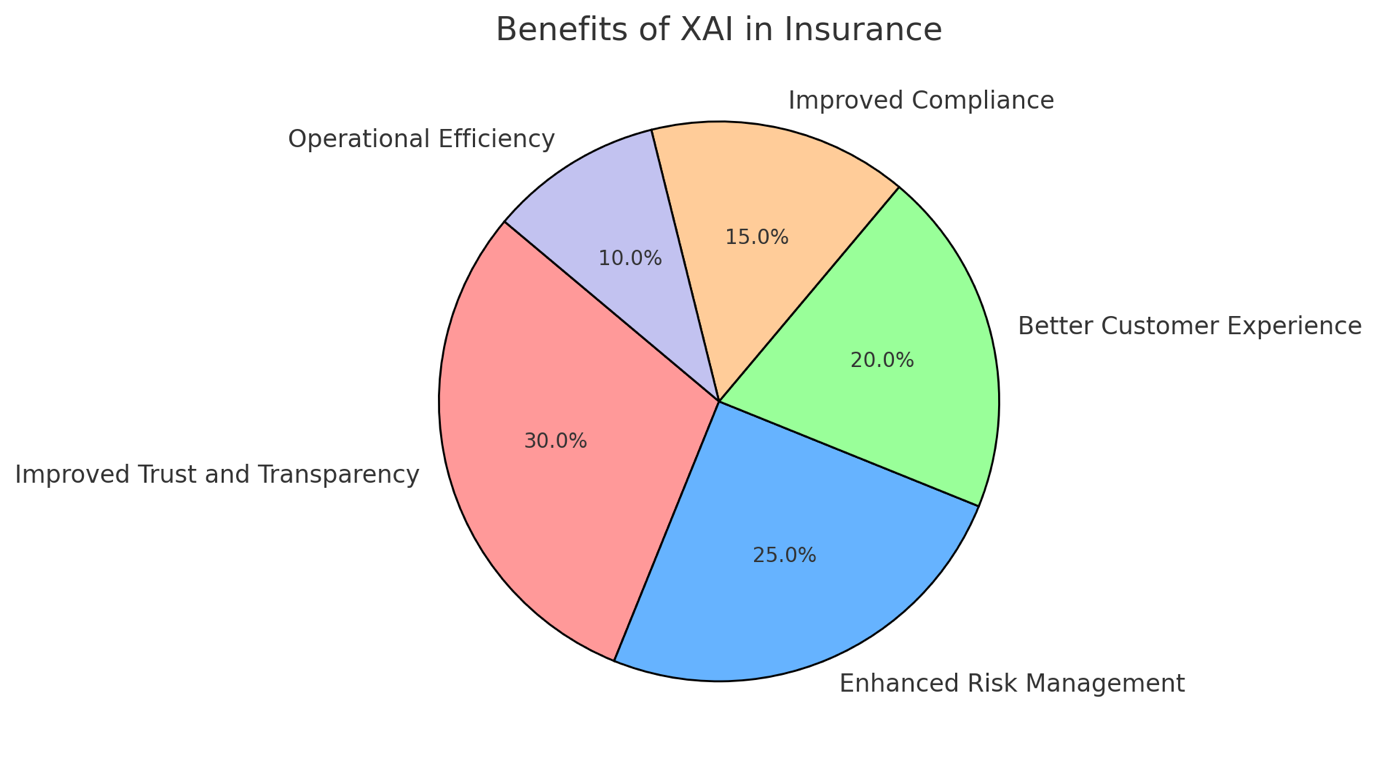 Benefits of XAI in Insurance
Improved Compliance
Operational Efficiency
15.0%
10.0%
Better Customer Experience
20.0%
30.0%
Improved Trust and Transparency
25.0%
Enhanced Risk Management